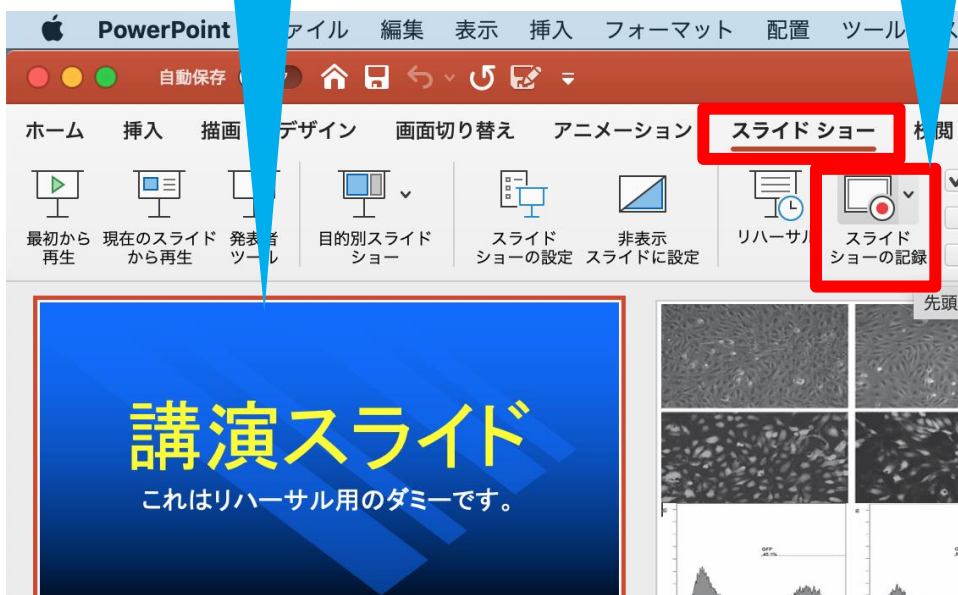 PowerPoint ァイル 編集 表示 挿入 フォーマット 配置 ツール
自動保存
ホーム 挿入 描画 デザイン 画面切り替え アニメーション スライド ショー 校閲
最初から 現在のスライド 発表者 目的別スライド スライド 非表示 リハーサル スライド
再生 から再生 ツール ショー ショーの設定 スライドに設定 ショーの記録
先頭
講演スライド
これはリハーサル用のダミーです。
GFP